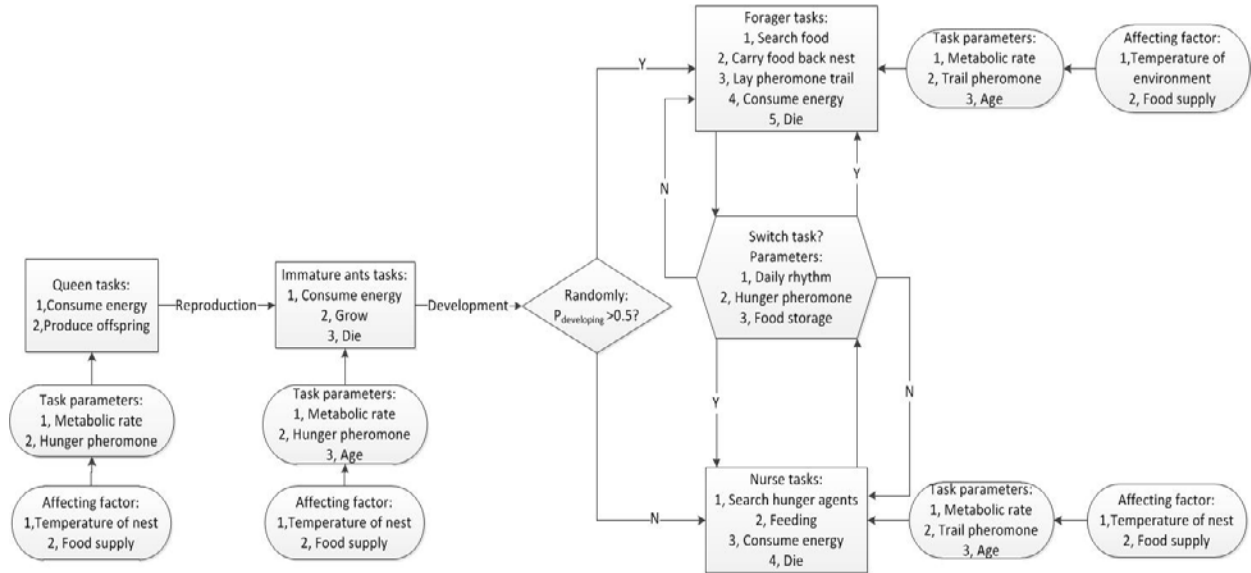 Queen tasks:
1,Consume energy
2,Produce offspring
Task parameters:
1, Metabolic rate
2, Hunger pheromone
Affecting factor:
1,Temperature of nest
2, Food supply
Reproduction
Immature ants tasks:
1, Consume energy
2, Grow
3, Die
Task parameters:
1, Metabolic rate
2, Hunger pheromone
3, Age
Affecting factor:
1,Temperature of nest
2, Food supply
Development
Randomly:
Pdeveloping >0.5?
Y
N
Forager tasks:
1, Search food
2, Carry food back nest
3, Lay pheromone trail
4, Consume energy
5, Die
Task parameters:
1, Metabolic rate
2, Trail pheromone
3, Age
Affecting factor:
1,Temperature of
environment
2, Food supply
N
Y
Switch task?
Parameters:
1, Daily rhythm
2, Hunger pheromone
3, Food storage
Y
N
Nurse tasks:
1, Search hunger agents
2, Feeding
3, Consume energy
4, Die
Task parameters:
1, Metabolic rate
2, Trail pheromone
3, Age
Affecting factor:
1,Temperature of nest
2, Food supply